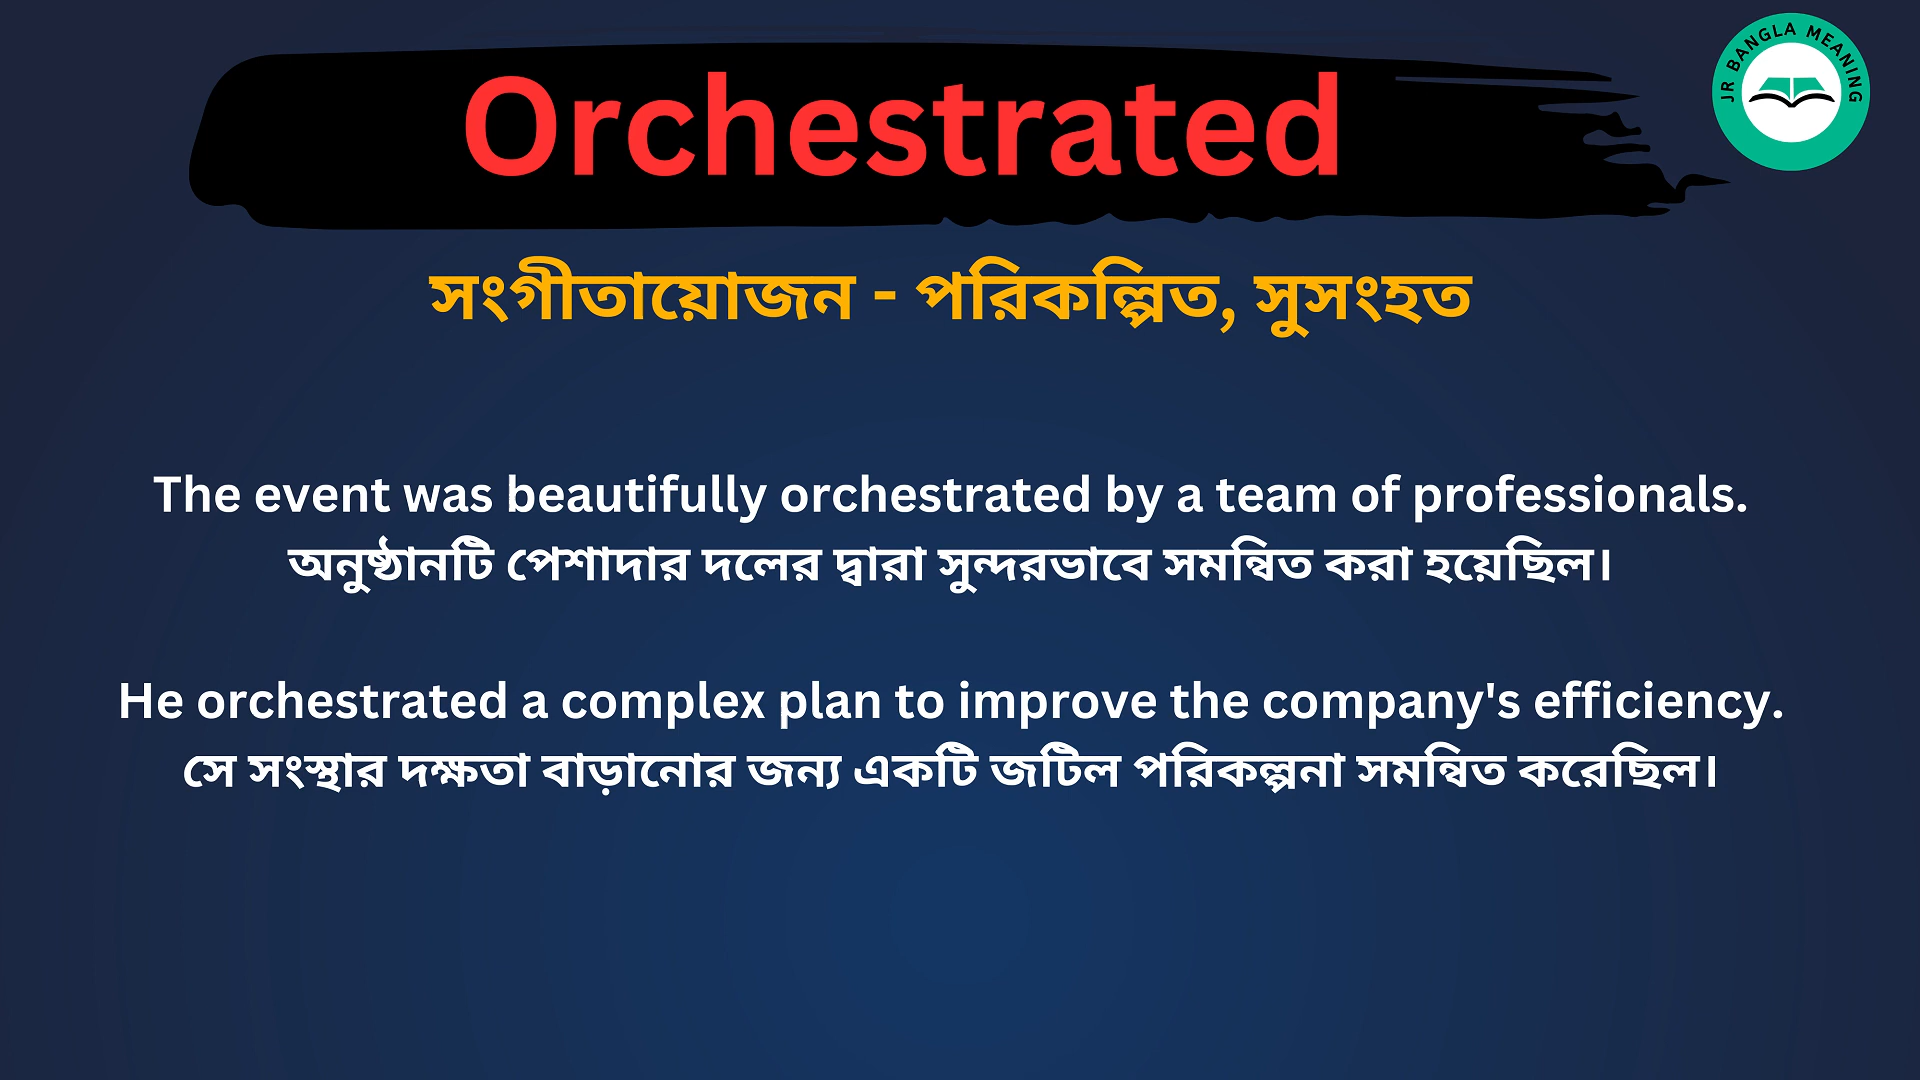 JR BANGLA MEANING
Orchestrated
সংগীতায়োজন - পরিকল্পিত, সুসংহত
The event was beautifully orchestrated by a team of professionals.
অনুষ্ঠানটি পেশাদার দলের দ্বারা সুন্দরভাবে সমন্বিত করা হয়েছিল।
He orchestrated a complex plan to improve the company's efficiency.
সে সংস্থার দক্ষতা বাড়ানোর জন্য একটি জটিল পরিকল্পনা সমন্বিত করেছিল।